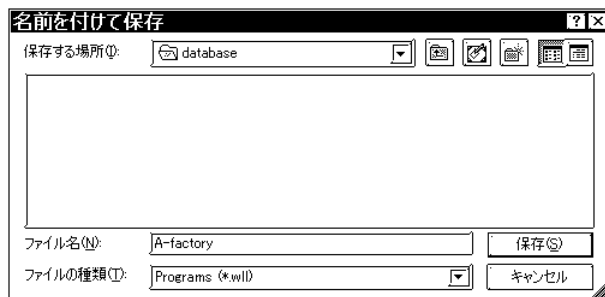 名前を付けて保存
保存する場所(I): database
ファイル名(N): A-factory 保存(S)
ファイルの種類(T): Programs (*.wll) キャンセル